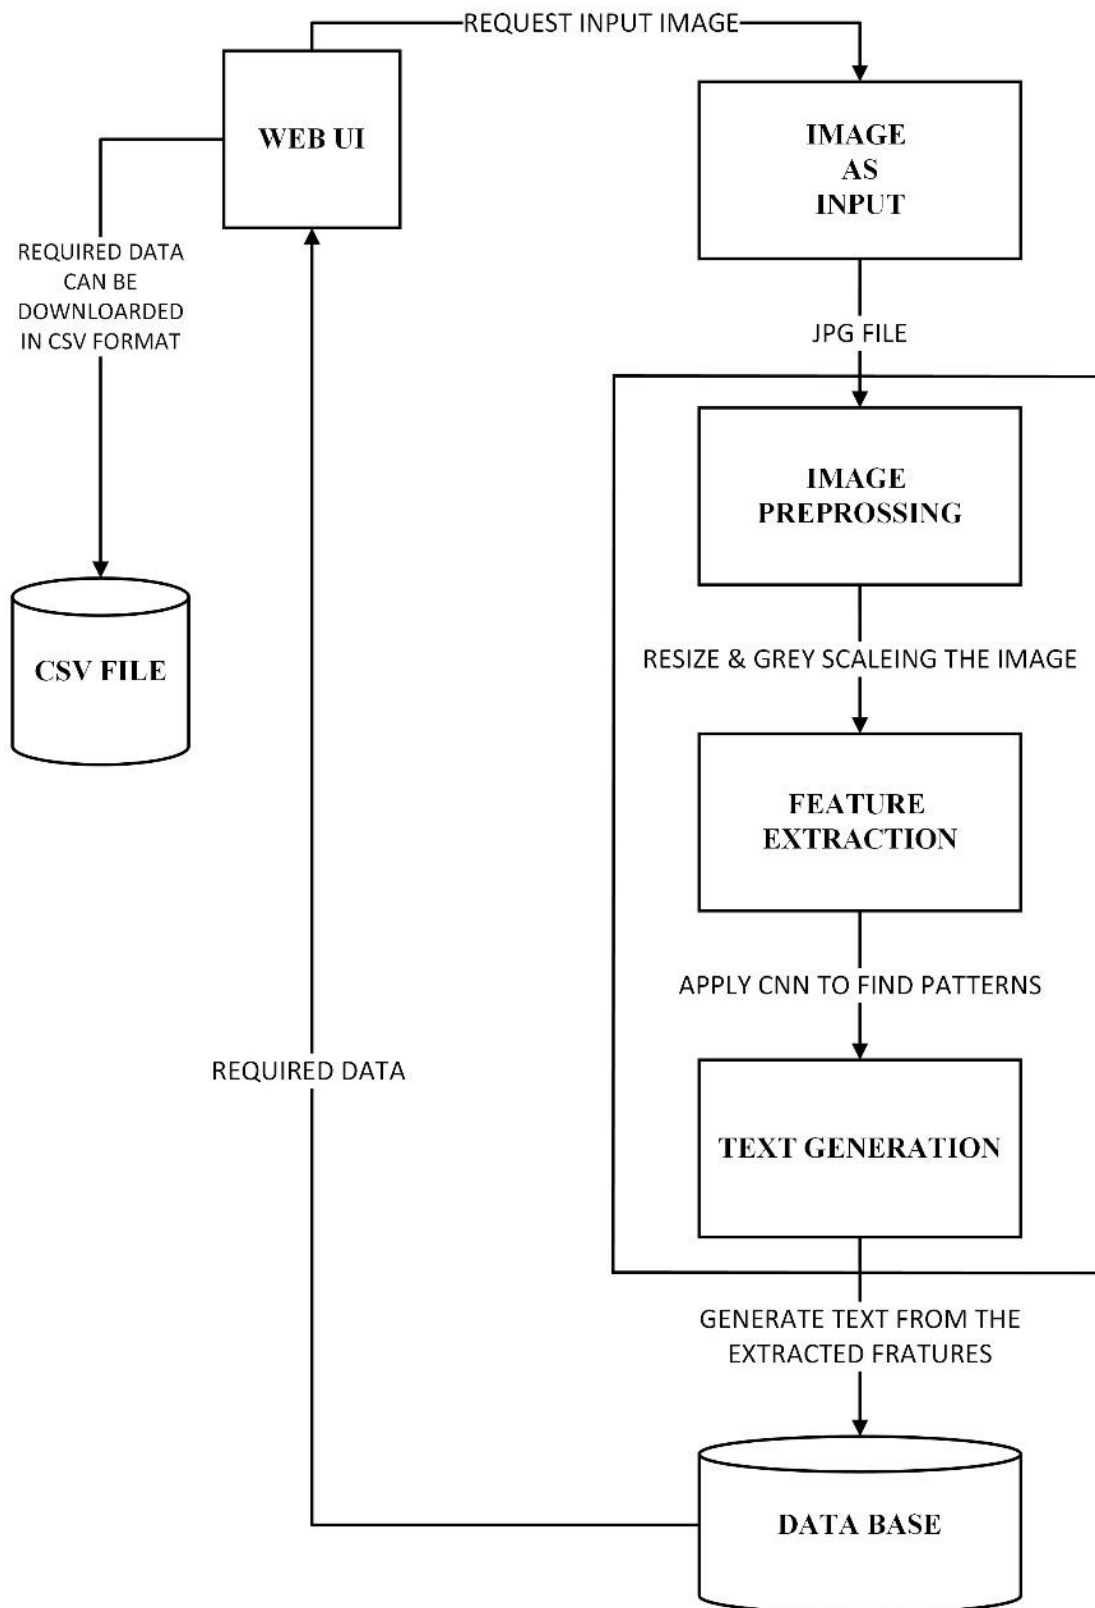 REQUEST INPUT IMAGE
WEB UI
IMAGE
AS
INPUT
REQUIRED DATA
CAN BE
DOWNLOARDED
IN CSV FORMAT
JPG FILE
IMAGE
PREPROSSING
RESIZE & GREY SCALEING THE IMAGE
CSV FILE
FEATURE
EXTRACTION
APPLY CNN TO FIND PATTERNS
REQUIRED DATA
TEXT GENERATION
GENERATE TEXT FROM THE
EXTRACTED FRATURES
DATA BASE